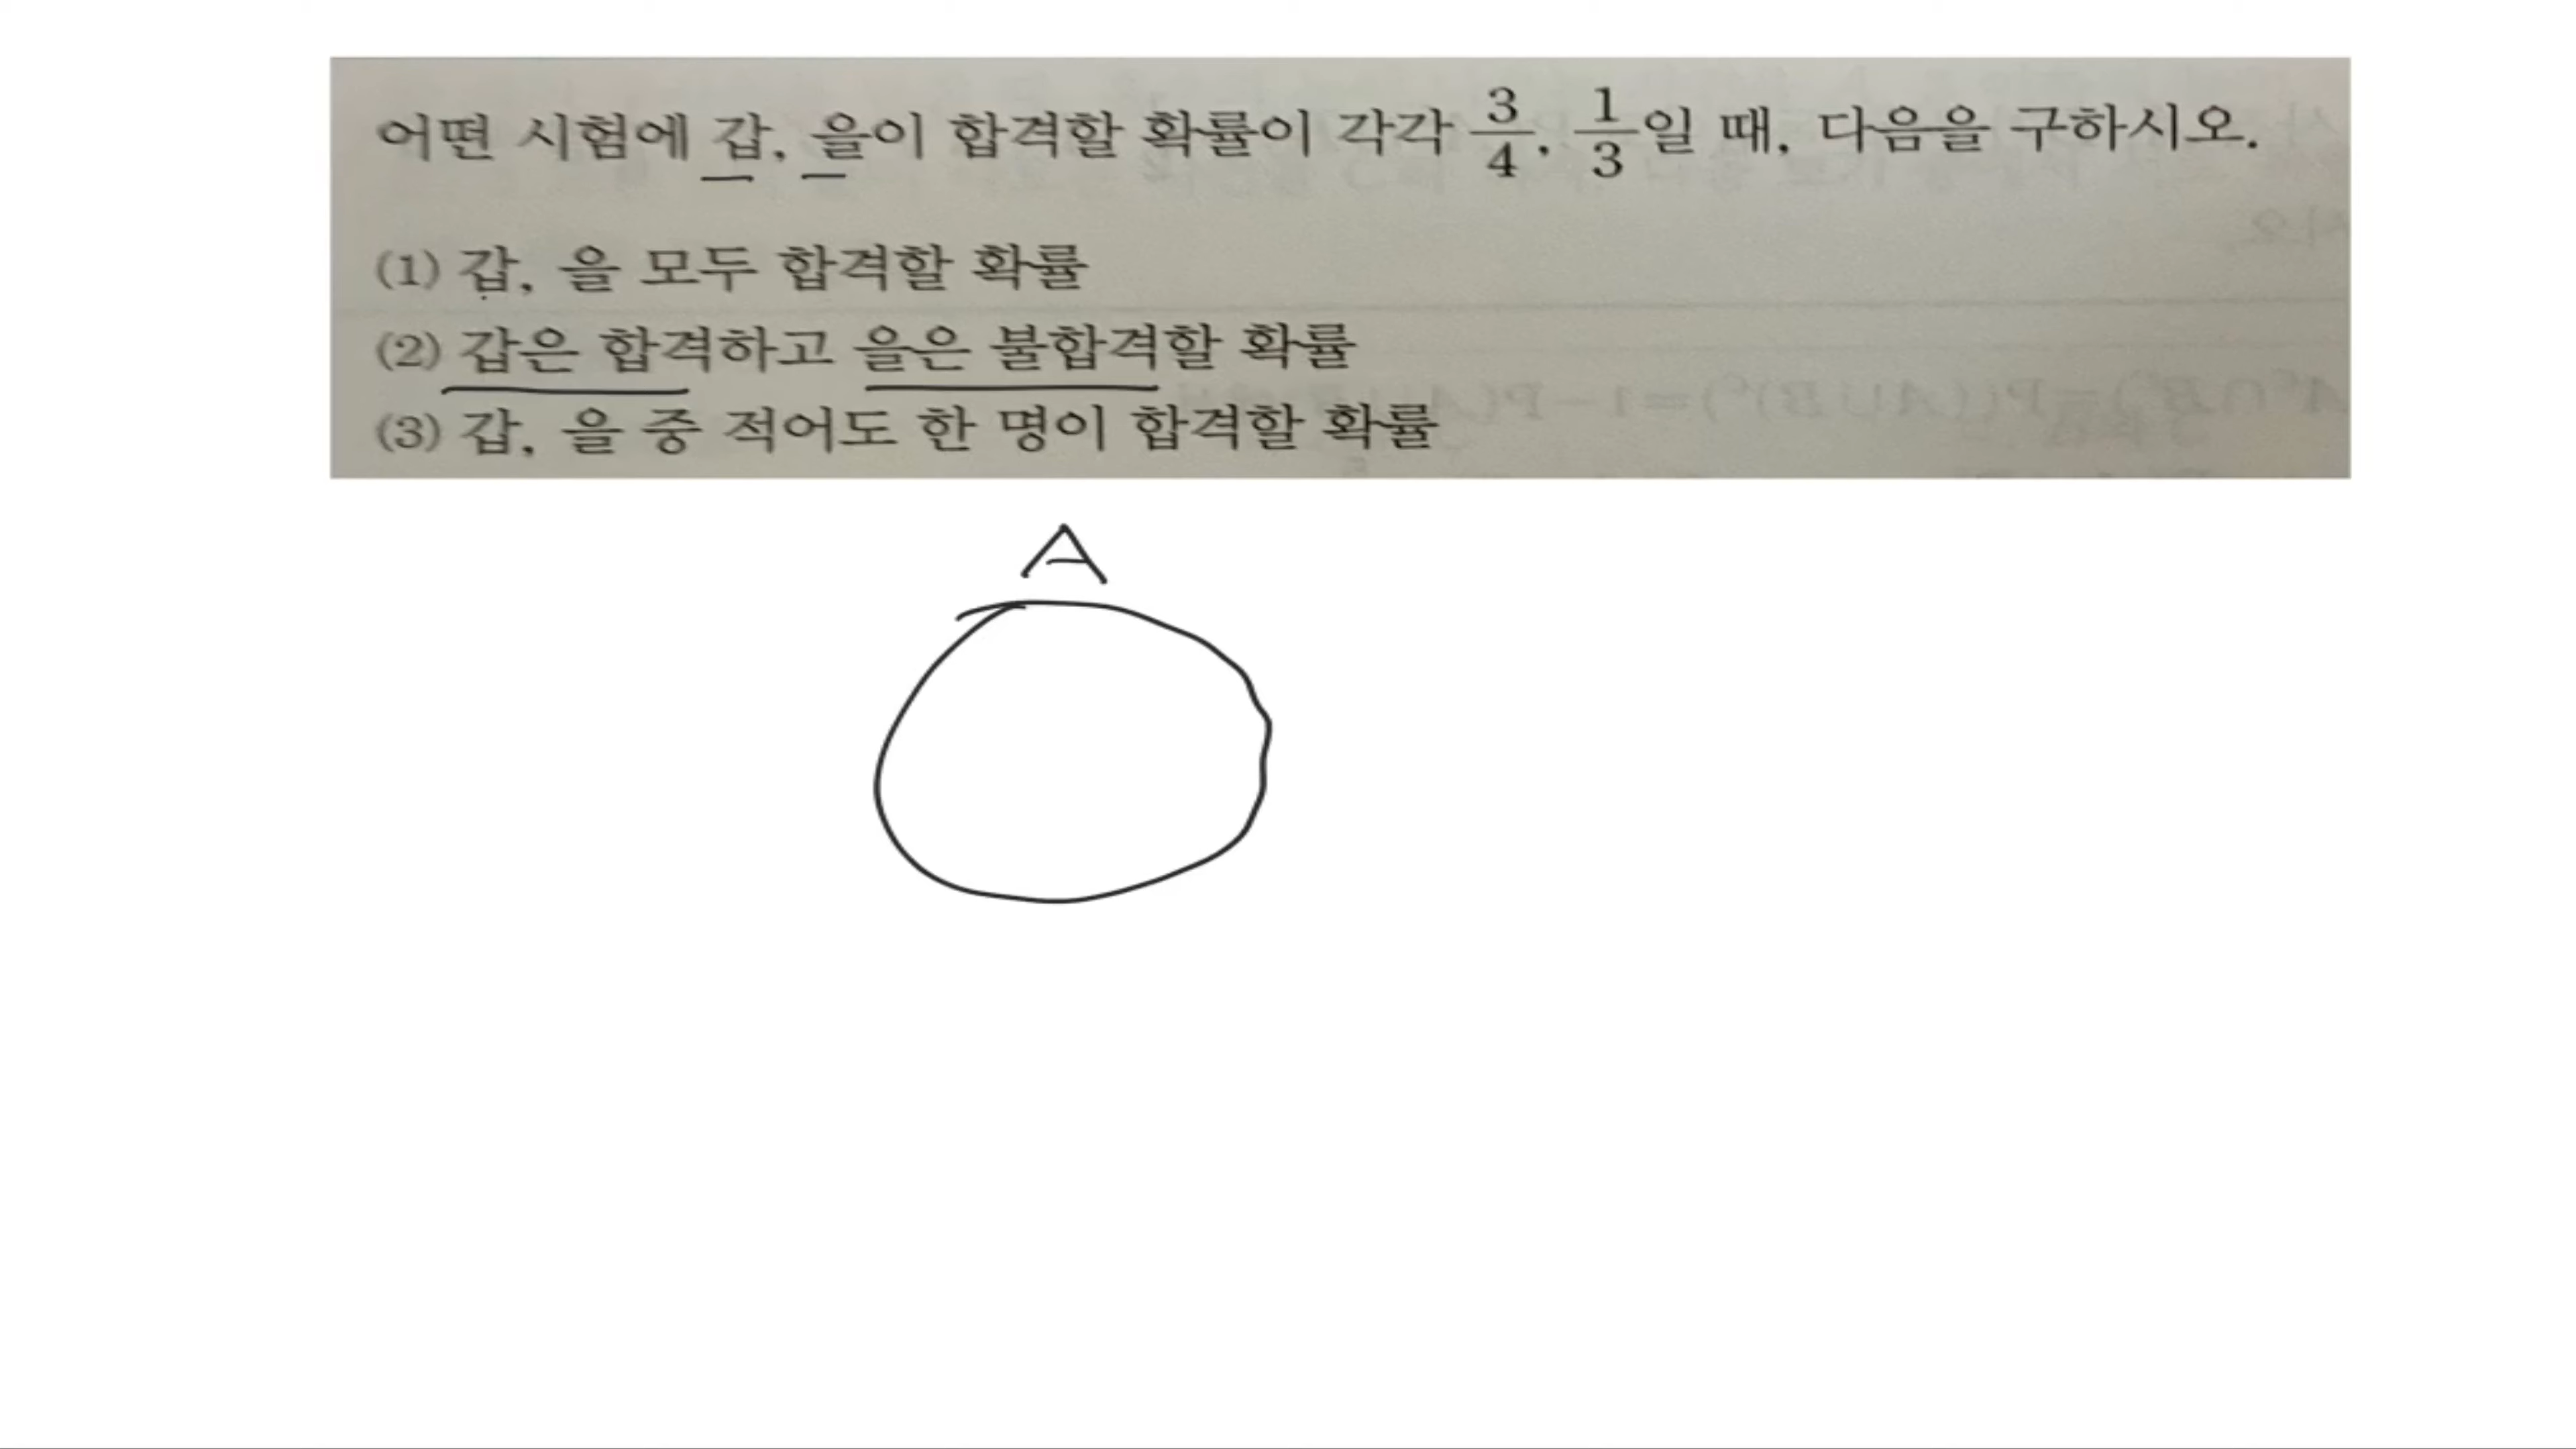 어떤 시험에 갑, 을이 합격할 확률이 각각 3/4, 1/3일 때, 다음을 구하시오.
(1) 갑, 을 모두 합격할 확률
(2) 갑은 합격하고 을은 불합격할 확률
(3) 갑, 을 중 적어도 한 명이 합격할 확률
A